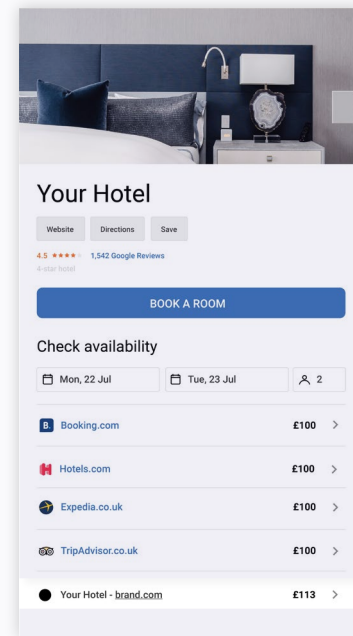 Your Hotel
Website Directions Save
4.5 ★★★★ 1,542 Google Reviews
4-star hotel
BOOK A ROOM
Check availability
Mon, 22 Jul Tue, 23 Jul 2
B. Booking.com £100 >
H Hotels.com £100 >
Expedia.co.uk £100 >
TripAdvisor.co.uk £100 >
Your Hotel - brand.com £113 >